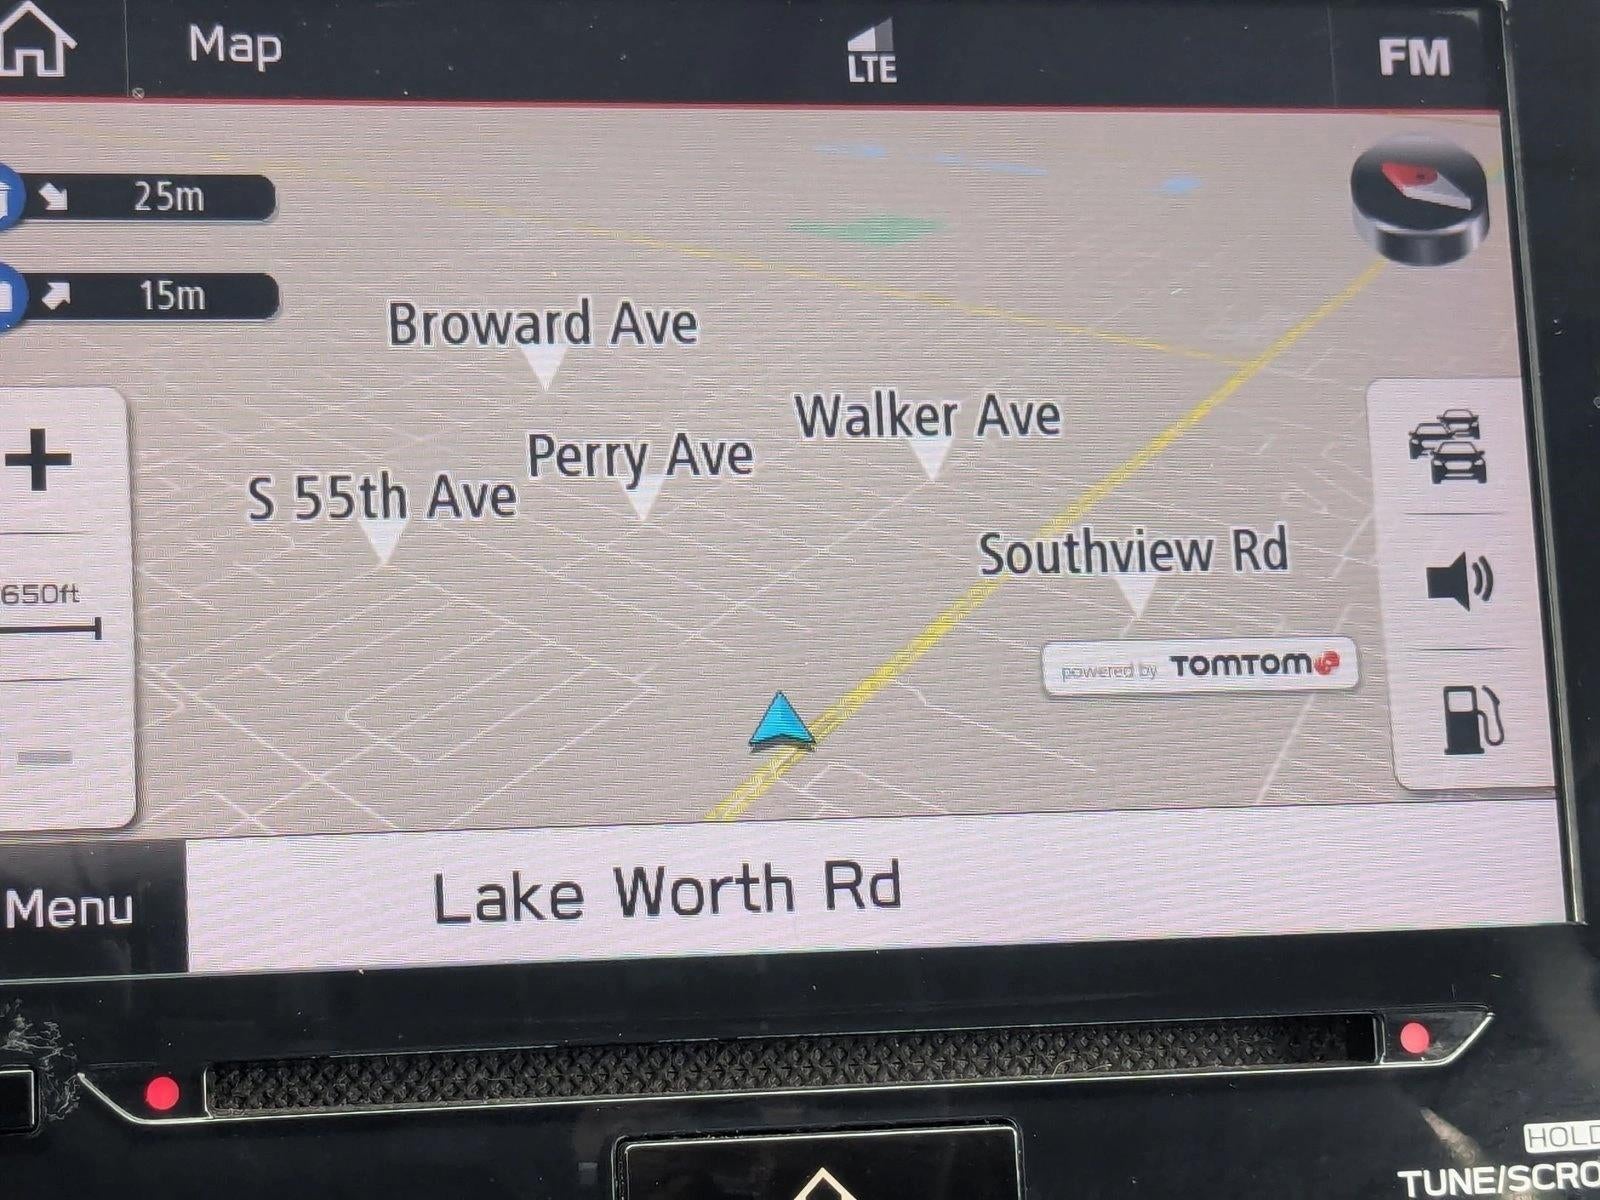 Map
LTE
FM
25m
15m
Broward Ave
Walker Ave
Perry Ave
S 55th Ave
Southview Rd
650ft
powered by TOMTOM
Menu
Lake Worth Rd
HOLD
TUNE/SCRO